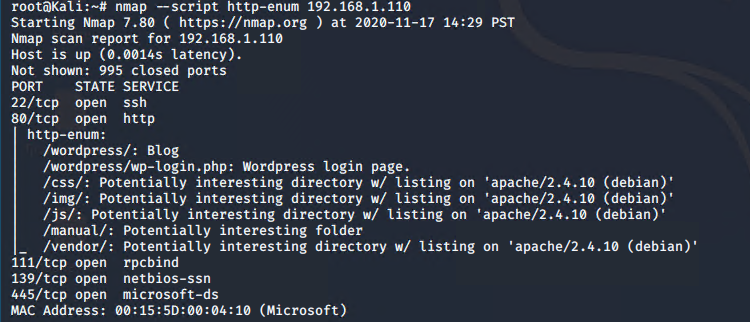 root@Kali:~# nmap --script http-enum 192.168.1.110
Starting Nmap 7.80 ( https://nmap.org ) at 2020-11-17 14:29 PST
Nmap scan report for 192.168.1.110
Host is up (0.0014s latency).
Not shown: 995 closed ports
PORT    STATE SERVICE
22/tcp  open  ssh
80/tcp  open  http
| http-enum:
|   /wordpress/: Blog
|   /wordpress/wp-login.php: Wordpress login page.
|   /css/: Potentially interesting directory w/ listing on 'apache/2.4.10 (debian)'
|   /img/: Potentially interesting directory w/ listing on 'apache/2.4.10 (debian)'
|   /js/: Potentially interesting directory w/ listing on 'apache/2.4.10 (debian)'
|   /manual/: Potentially interesting folder
|_  /vendor/: Potentially interesting directory w/ listing on 'apache/2.4.10 (debian)'
111/tcp open  rpcbind
139/tcp open  netbios-ssn
445/tcp open  microsoft-ds
MAC Address: 00:15:5D:00:04:10 (Microsoft)